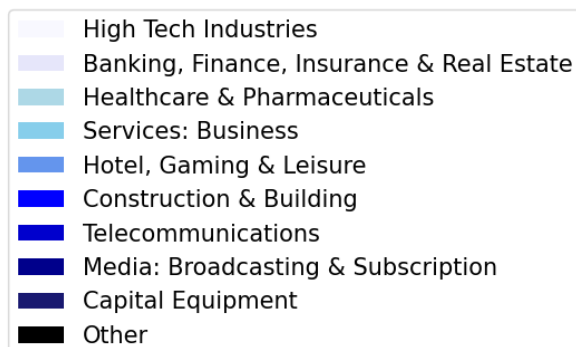 High Tech Industries
Banking, Finance, Insurance & Real Estate
Healthcare & Pharmaceuticals
Services: Business
Hotel, Gaming & Leisure
Construction & Building
Telecommunications
Media: Broadcasting & Subscription
Capital Equipment
Other